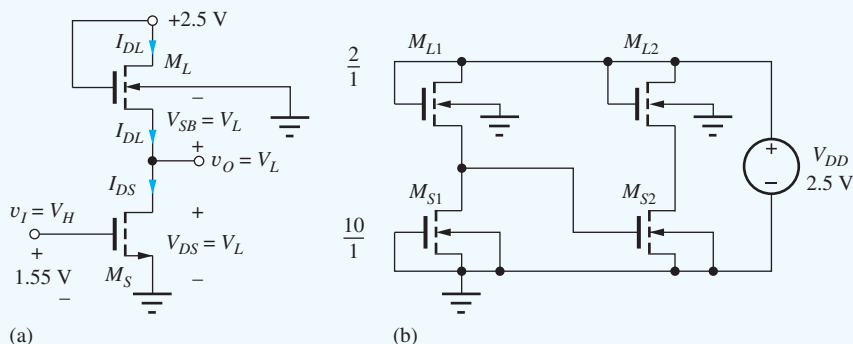 +2.5 V
I_DL
M_L
–
V_SB = V_L
I_DL
+
v_O = V_L
I_DS
v_I = V_H
+
1.55 V
–
+
V_DS = V_L
–
M_S
(a)
M_L1
M_L2
2/1
M_S1
M_S2
10/1
+
–
V_DD
2.5 V
(b)